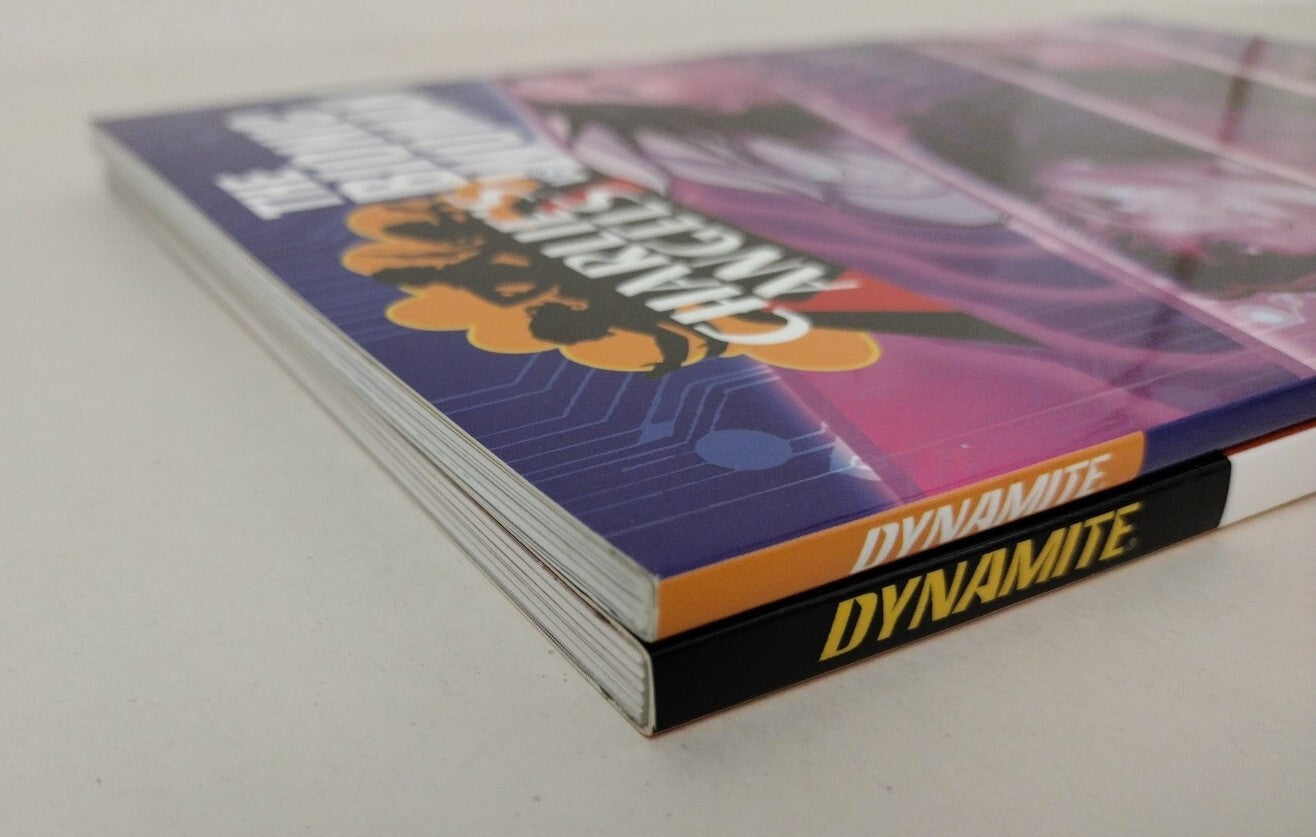 THE
BIONIC
WOMAN
CHARLIE'S
ANGELS
DYNAMITE
DYNAMITE